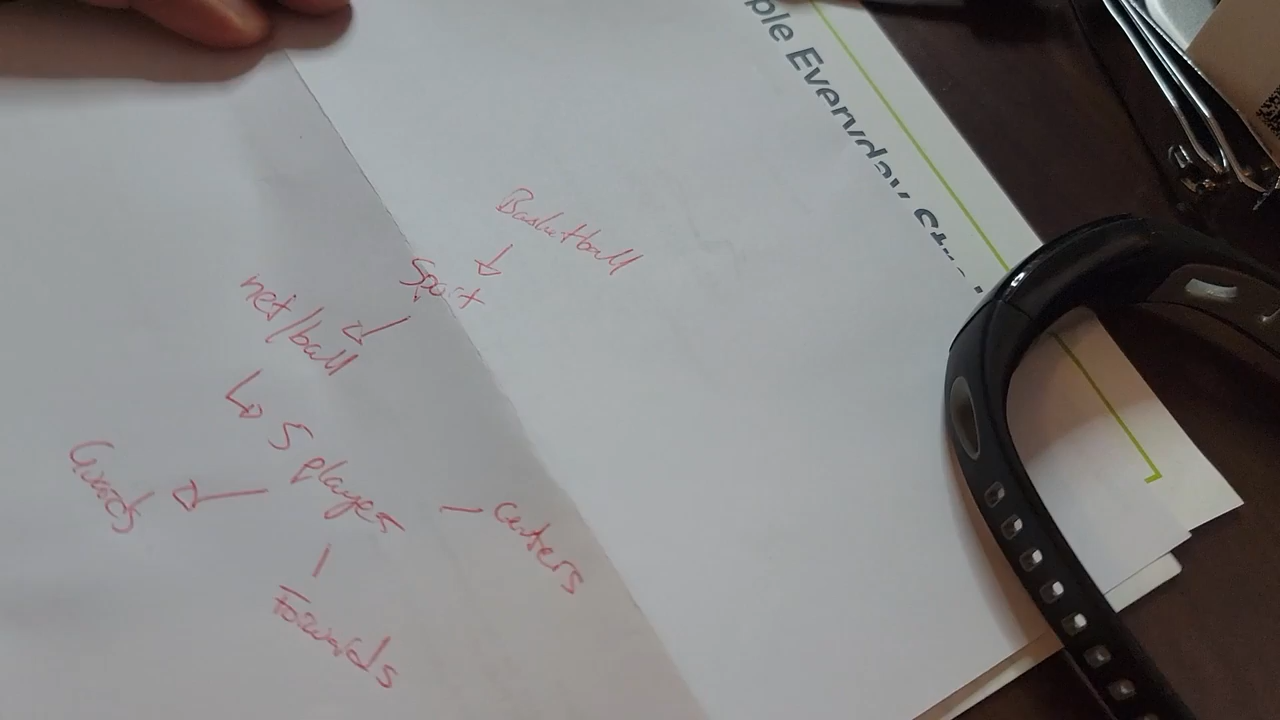 ple Everyday
Basketball
Sport
net/ball
5 players
Guards
Forwards
Centers